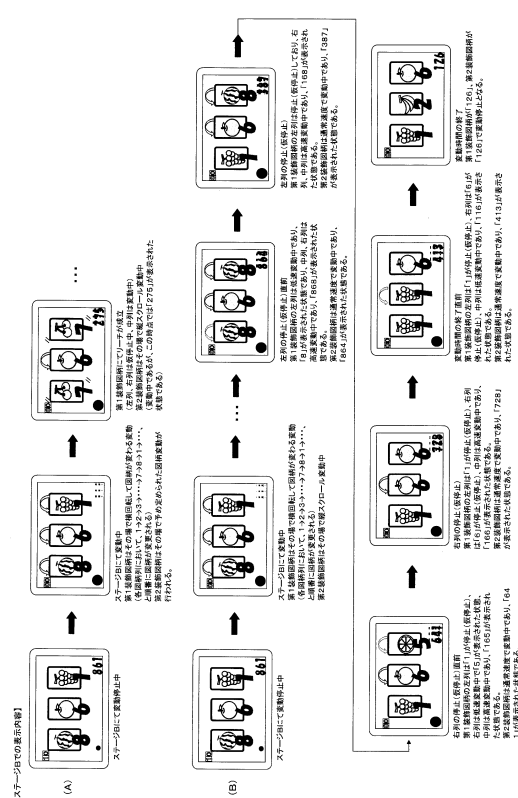 ステージBでの表示内容】
(A)
861
ステージBにて変動停止中
ステージBにて変動中
第1装飾図柄はその場で横回転して図柄が変わる変動
(各図柄列において、1→2→3→・・・→7→8→1→・・・、
と順番に図柄が変更される)
第2装飾図柄はその場で予め定められた図柄変動が
行われる。
275
第1装飾図柄にてリーチが成立
(左列、右列は仮停止中、中列は変動中)
第2装飾図柄はその場で縦スクロール変動中
(変動中であるが、この時点では「275」が表示された
状態である)
・・・
(B)
861
ステージBにて変動停止中
ステージBにて変動中
第1装飾図柄はその場で横回転して図柄が変わる変動
(各図柄列において、1→2→3→・・・→7→8→1→・・・、
と順番に図柄が変更される)
第2装飾図柄はその場で縦スクロール変動中
・・・
864
左列の停止(仮停止)直前
第1装飾図柄の左列は低速変動中であり、
「8」が表示された状態であり、中列、右列は
高速変動中であり、「868」が表示された状
態である。
第2装飾図柄は通常速度で変動中であり、
「864」が表示された状態である。
387
左列の停止(仮停止)
第1装飾図柄の左列は停止(仮停止)しており、右
列、中列は高速変動中であり、「168」が表示され
た状態である。
第2装飾図柄は通常速度で変動中であり、「387」
が表示された状態である。
641
右列の停止(仮停止)直前
第1装飾図柄の左列は「1」が停止(仮停止)、
右列は低速変動中で「5」が表示された状態、
中列は高速変動中であり、「165」が表示され
た状態である。
第2装飾図柄は通常速度で変動中であり、「64
1」が表示された状態である
328
右列の停止(仮停止)
第1装飾図柄の左列は「1」が停止(仮停止)、右列
は「6」が停止(仮停止)、中列は高速変動中であり、
「166」が表示された状態である。
第2装飾図柄は通常速度で変動中であり、「728」
が表示された状態である。
413
変動時間の終了直前
第1装飾図柄の左列は「1」が停止(仮停止)、右列は「6」が
停止(仮停止)、中列は低速変動中であり、「116」が表示さ
れた状態である。
第2装飾図柄は通常速度で変動中であり、「413」が表示さ
れた状態である。
126
変動時間の終了
第1装飾図柄が「126」、第2装飾図柄が
「126」で変動停止となる。